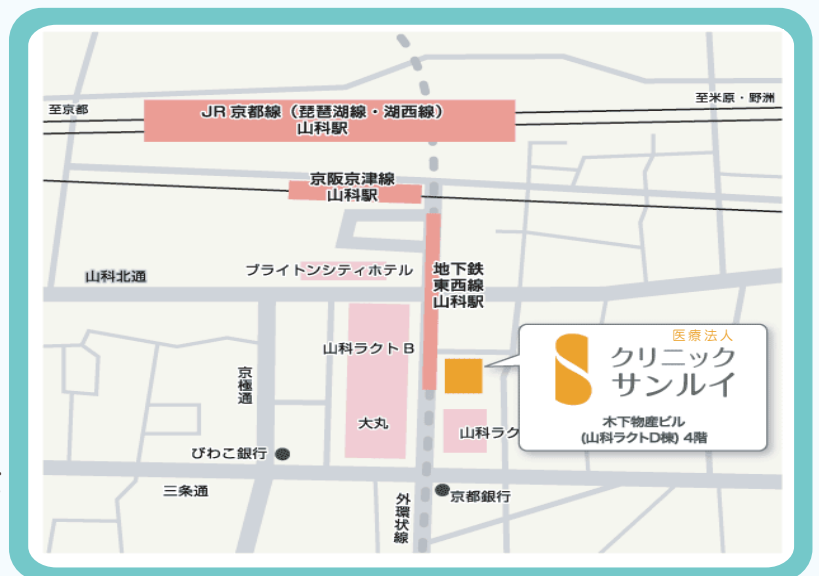 至京都
JR 京都線（琵琶湖線・湖西線）
山科駅
至米原・野洲
京阪京津線
山科駅
山科北通
ブライトンシティホテル
地下鉄
東西線
山科駅
山科ラクト B
京極通
大丸
医療法人
クリニック
サンルイ
木下物産ビル
(山科ラクトD棟) 4階
山科ラク
びわこ銀行
三条通
外環状線
京都銀行